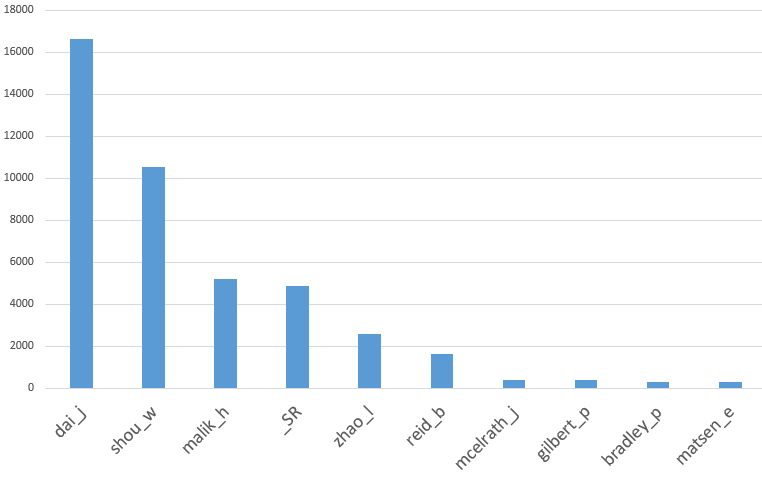 18000
16000
14000
12000
10000
8000
6000
4000
2000
0
dai_j
shou_w
malik_h
_SR
zhao_l
reid_b
mcelrath_j
gilbert_p
bradley_p
matsen_e